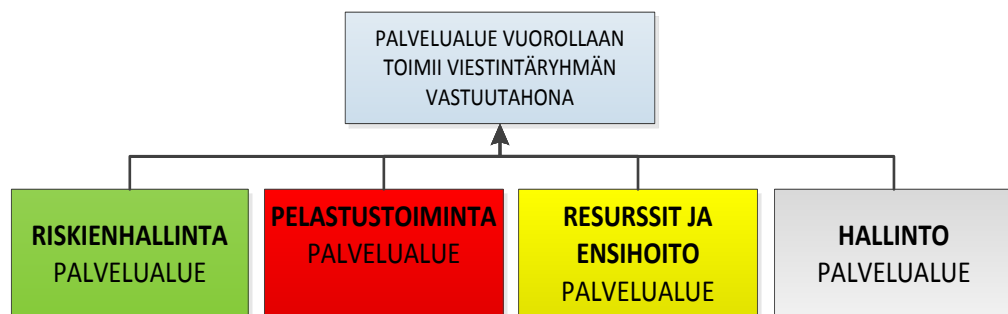 PALVELUALUE VUOROLLAAN
TOIMII VIESTINTÄRYHMÄN
VASTUUTAHONA
RISKIENHALLINTA
PALVELUALUE
PELASTUSTOIMINTA
PALVELUALUE
RESURSSIT JA
ENSIHOITO
PALVELUALUE
HALLINTO
PALVELUALUE